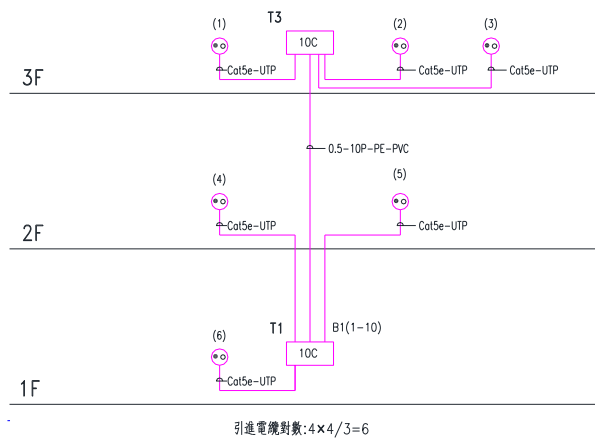 (1)
T3
(2)
(3)
10C
Cat5e-UTP
Cat5e-UTP
Cat5e-UTP
3F
0.5-10P-PE-PVC
(4)
(5)
Cat5e-UTP
Cat5e-UTP
2F
T1
B1(1-10)
(6)
10C
Cat5e-UTP
1F
引進電纜對數:4×4/3=6